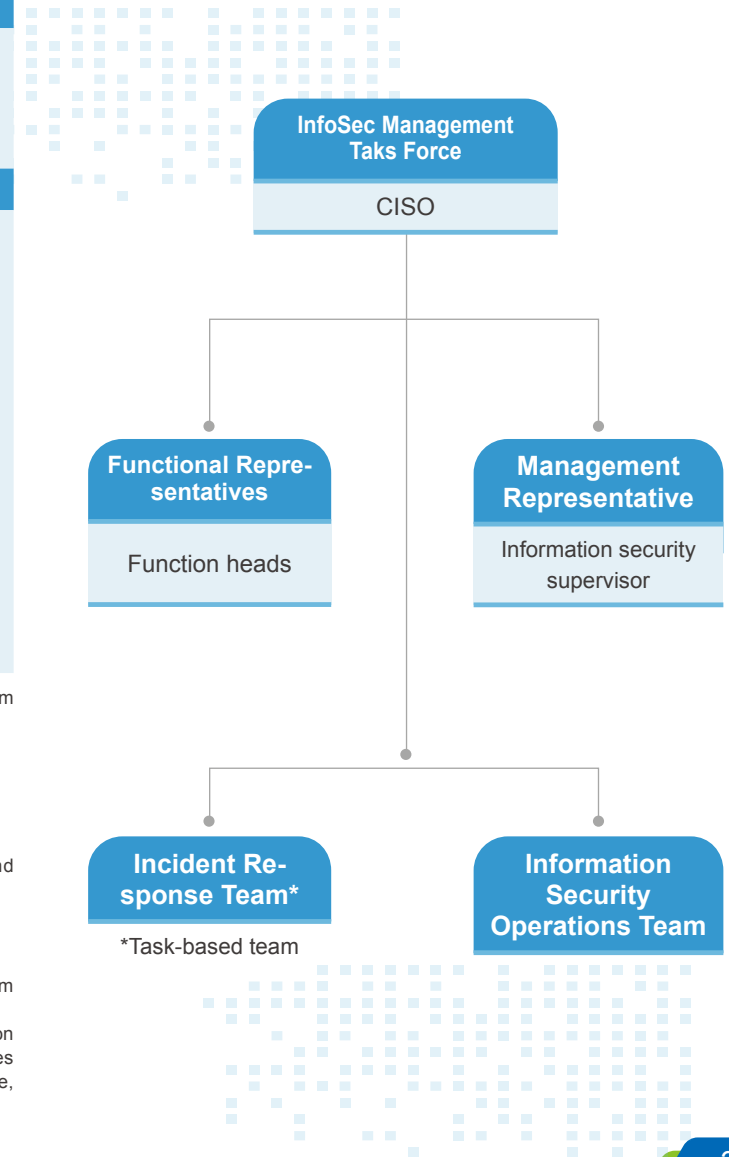 InfoSec Management
Taks Force
CISO
Functional Repre-
sentatives
Function heads
Management
Representative
Information security
supervisor
Incident Re-
sponse Team*
*Task-based team
Information
Security
Operations Team